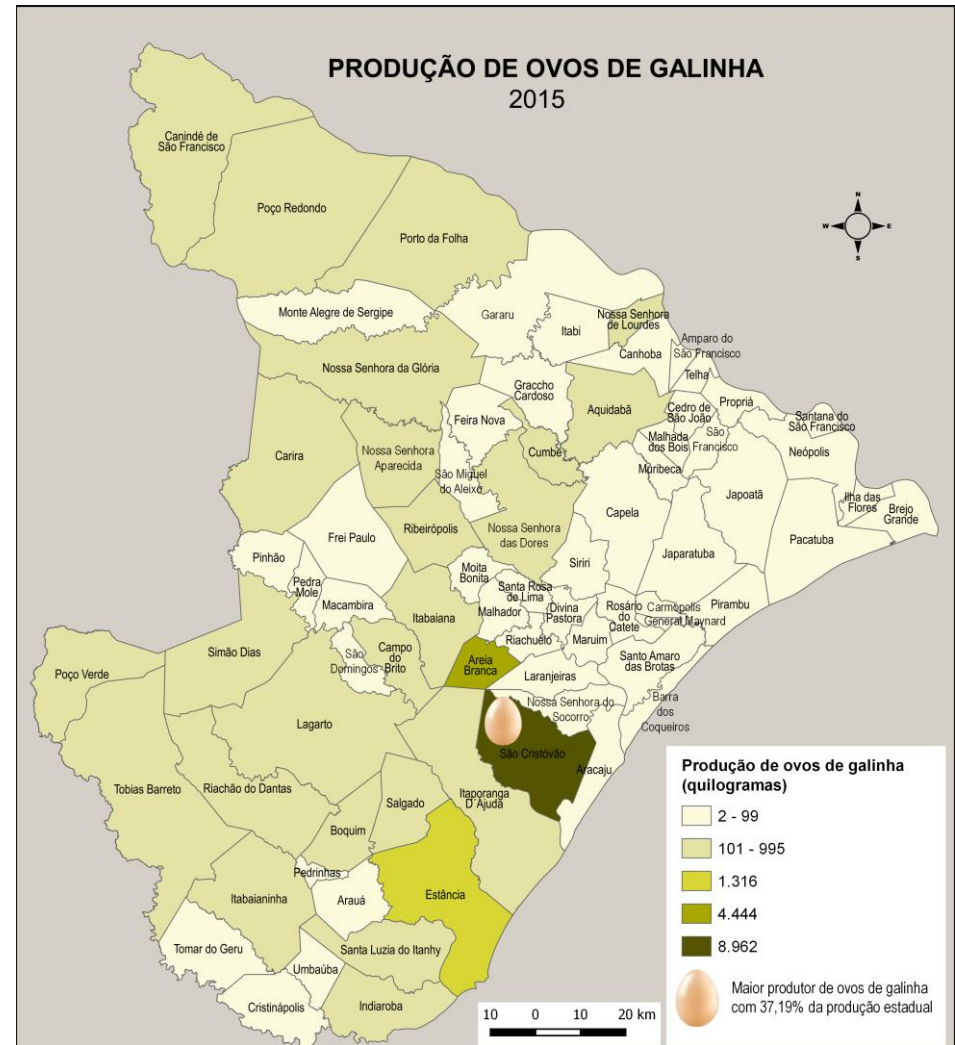 PRODUÇÃO DE OVOS DE GALINHA
2015
Canindé de
São Francisco
Poço Redondo
Porto da Folha
N
W
E
S
Monte Alegre de Sergipe
Gararu
Itabi
Nossa Senhora
de Lourdes
Canhoba
Amparo do
São Francisco
Telha
Nossa Senhora da Glória
Graccho
Cardoso
Aquidabã
Cedro de
São João
Propriá
Santana do
São Francisco
Feira Nova
Cumbe
Malhada
dos Bois
São
Francisco
Neópolis
Carira
Nossa Senhora
Aparecida
São Miguel
do Aleixo
Muribeca
Japoatã
Ilha das
Flores
Brejo
Grande
Ribeirópolis
Nossa Senhora
das Dores
Capela
Pacatuba
Frei Paulo
Japaratuba
Pinhão
Pedra
Mole
Macambira
Moita
Bonita
Siriri
Santa Rosa
de Lima
Malhador
Divina
Pastora
Rosário
do
Catete
Carmópolis
General Maynard
Pirambu
Itabaiana
Riachuelo
Maruim
Simão Dias
São
Domingos
Campo
do
Brito
Areia
Branca
Laranjeiras
Santo Amaro
das Brotas
Poço Verde
Nossa Senhora do
Socorro
Barra
dos
Coqueiros
Lagarto
São Cristóvão
Aracaju
Tobias Barreto
Riachão do Dantas
Salgado
Itaporanga
D´Ajuda
Boquim
Pedrinhas
Itabaianinha
Arauá
Estância
Tomar do Geru
Santa Luzia do Itanhy
Umbaúba
Cristinápolis
Indiaroba
Produção de ovos de galinha
(quilogramas)
2 - 99
101 - 995
1.316
4.444
8.962
Maior produtor de ovos de galinha
com 37,19% da produção estadual
10 0 10 20 km